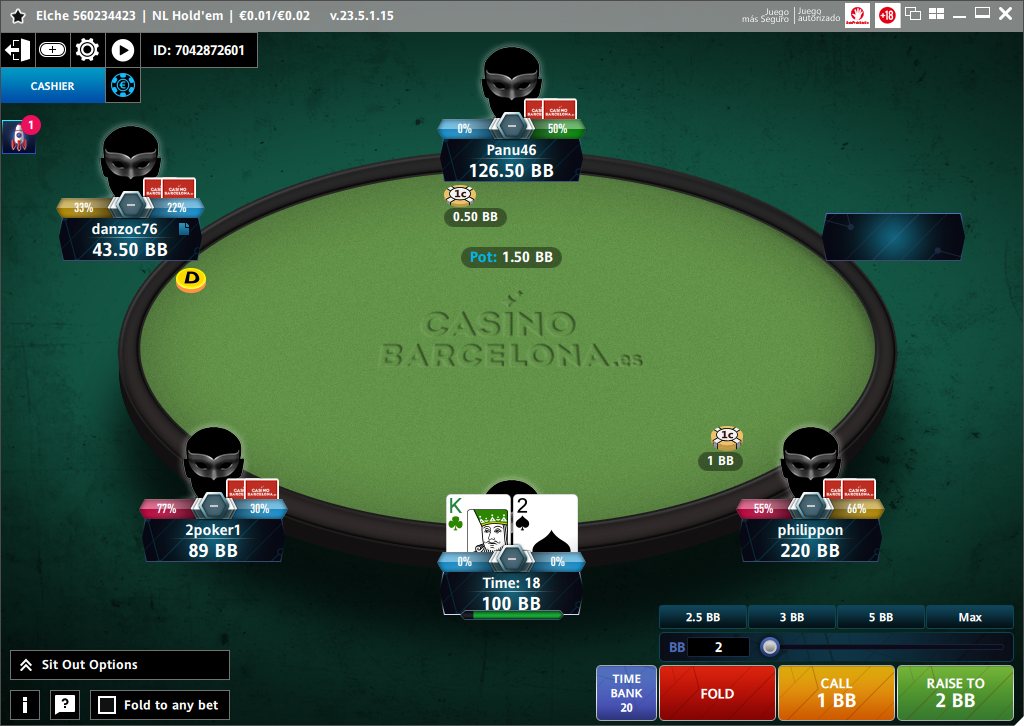 Elche 560234423 | NL Hold'em | €0.01/€0.02 v.23.5.1.15
Juego
más Seguro
Juego
autorizado
+18
ID: 7042872601
CASHIER
1
0% 50%
Panu46
126.50 BB
1c
0.50 BB
33% 22%
danzoc76
43.50 BB
D
Pot: 1.50 BB
CASINO
BARCELONA.es
1c
1 BB
77% 30%
2poker1
89 BB
K 2
0% 0%
Time: 18
100 BB
55% 66%
philippon
220 BB
2.5 BB 3 BB 5 BB Max
BB 2
Sit Out Options
Fold to any bet
TIME
BANK
20
FOLD
CALL
1 BB
RAISE TO
2 BB